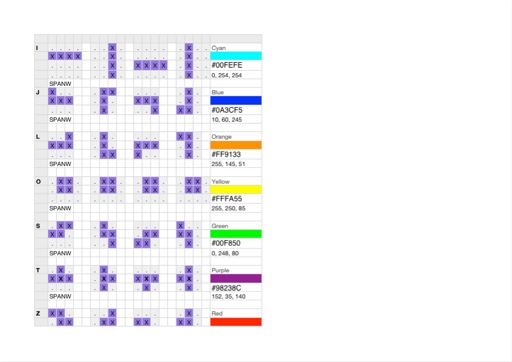 I . . . . . . X . . . . . . X . . Cyan
X X X X . . X . . . . . . X . .
. . . . . . X . X X X X . X . . #00FEFE
. . . . . . X . . . . . . X . . 0, 254, 254
SPANW
J X . . . X X . . . . X . Blue
X X X . X . X X X . X .
. . . . X . . . X X X . #0A3CF5
SPANW 10, 60, 245
L . . X . X . . . . X X . Orange
X X X . X . X X X . X .
. . . . X X X . . . X . #FF9133
SPANW 255, 145, 51
O . X X . . X X . . X X . . X X . Yellow
. X X . . X X . . X X . . X X .
. . . . . . . . . . . . . . . . #FFFA55
SPANW 255, 250, 85
S . X X . X . . . . X . . Green
X X . . X X . X X X X .
. . . . . X X X . . X . #00F850
SPANW 0, 248, 80
T . X . . X . . . . . X . Purple
X X X . X X X X X X X .
. . . . X . . X . . X . #98238C
SPANW 152, 35, 140
Z X X . . . X . . . . X . Red
. X X . X X X X . X X .